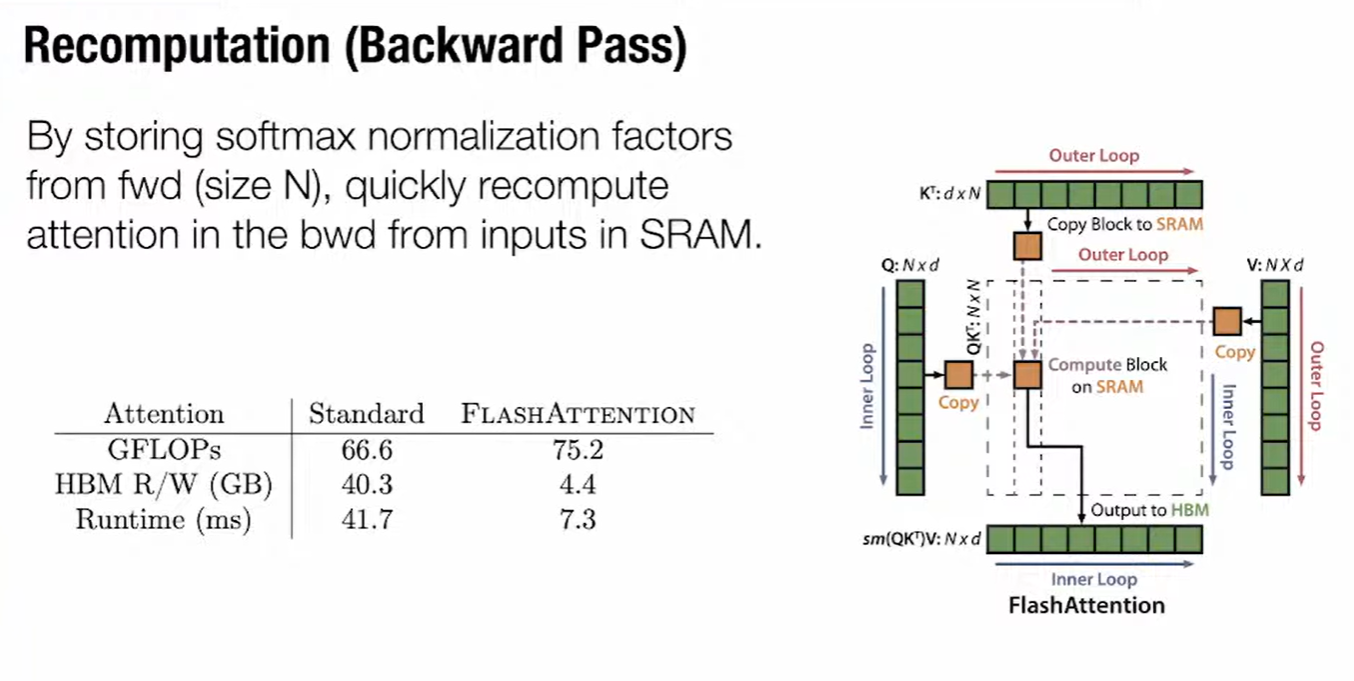 Recomputation (Backward Pass)
By storing softmax normalization factors
from fwd (size N), quickly recompute
attention in the bwd from inputs in SRAM.
Attention Standard FLASHATTENTION
GFLOPs 66.6 75.2
HBM R/W (GB) 40.3 4.4
Runtime (ms) 41.7 7.3
Outer Loop
Kᵀ: d x N
Copy Block to SRAM
Outer Loop
Q: N x d
V: N X d
QKᵀ: N x N
Copy
Compute Block
on SRAM
Copy
Inner Loop
Inner Loop
Outer Loop
Output to HBM
sm(QKᵀ)V: N x d
Inner Loop
FlashAttention